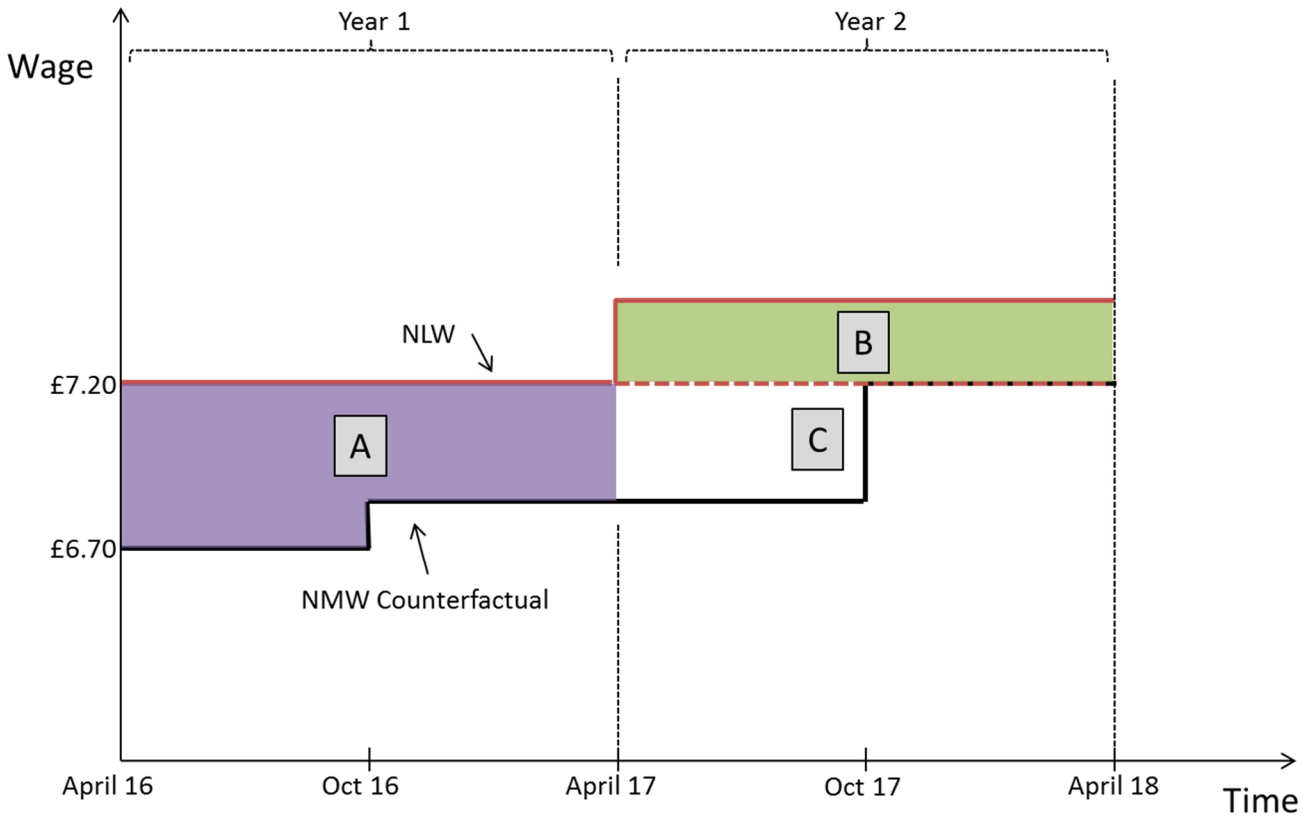 Year 1
Year 2
Wage
NLW
B
£7.20
A
C
£6.70
NMW Counterfactual
April 16
Oct 16
April 17
Oct 17
April 18
Time